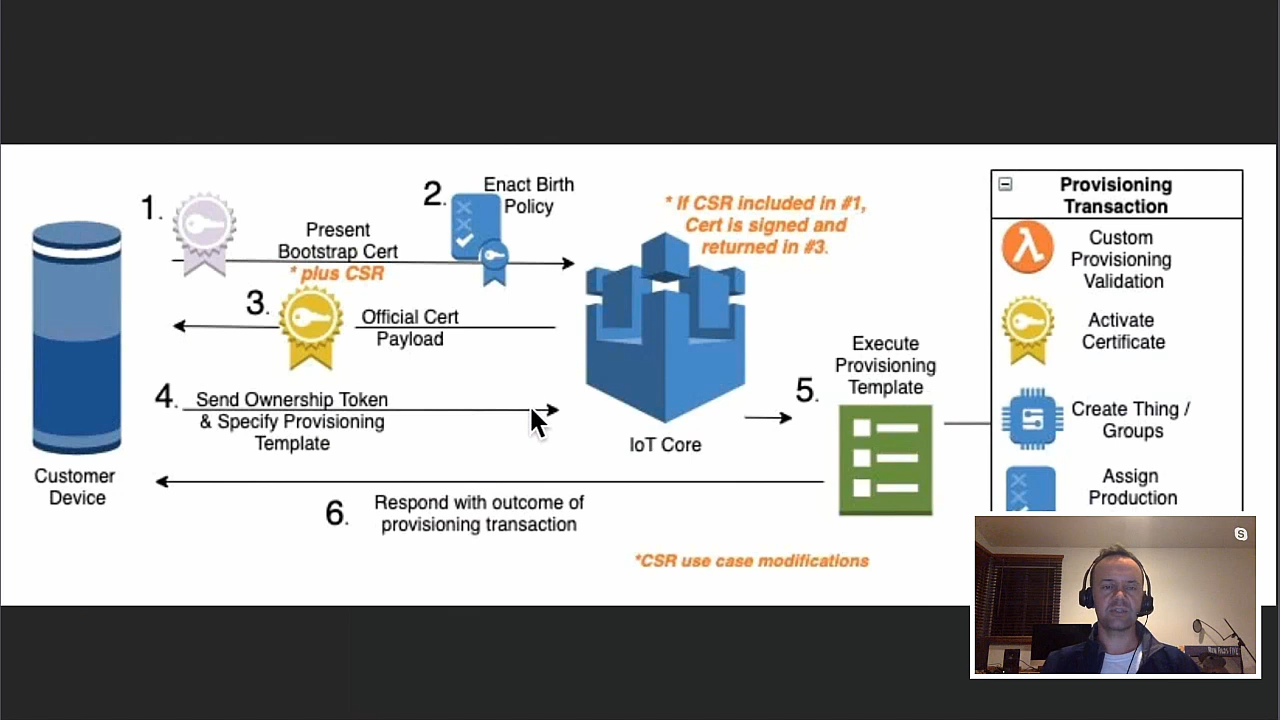 1.
Present
Bootstrap Cert
* plus CSR
2.
Enact Birth
Policy
* If CSR included in #1,
Cert is signed and
returned in #3.
3.
Official Cert
Payload
4.
Send Ownership Token
& Specify Provisioning
Template
IoT Core
5.
Execute
Provisioning
Template
Customer
Device
6.
Respond with outcome of
provisioning transaction
*CSR use case modifications
Provisioning
Transaction
Custom
Provisioning
Validation
Activate
Certificate
Create Thing /
Groups
Assign
Production